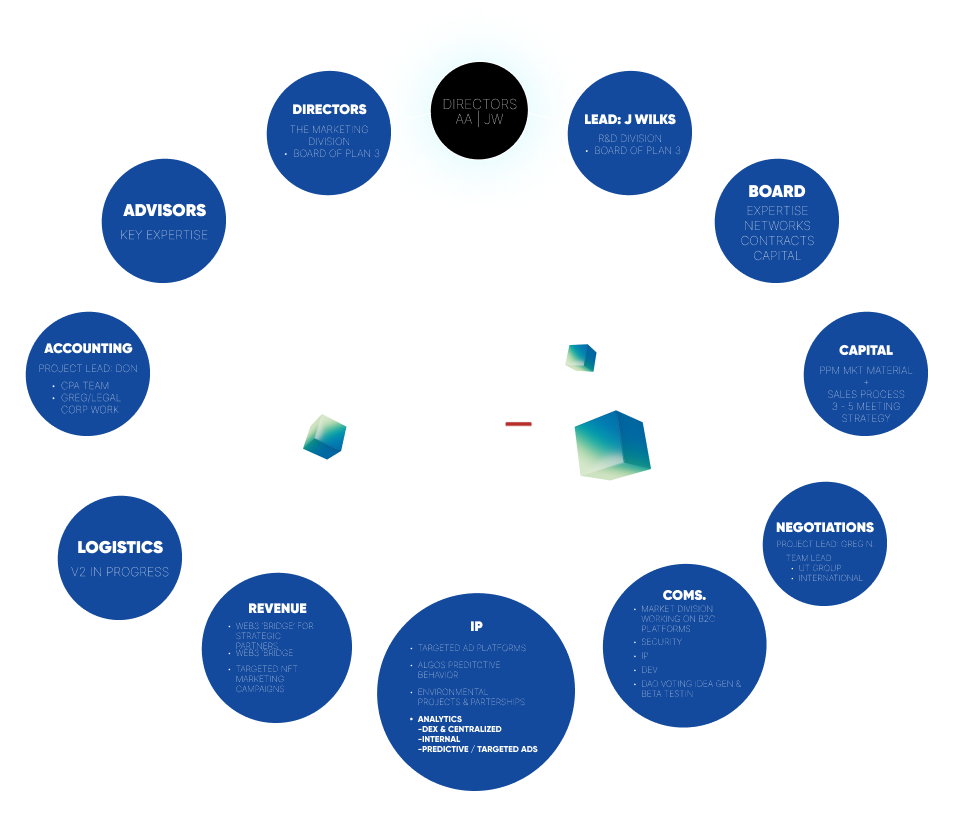 DIRECTORS
AA | JW
DIRECTORS
THE MARKETING
DIVISION
• BOARD OF PLAN 3
LEAD: J WILKS
R&D DIVISION
• BOARD OF PLAN 3
ADVISORS
KEY EXPERTISE
BOARD
EXPERTISE
NETWORKS
CONTRACTS
CAPITAL
ACCOUNTING
PROJECT LEAD: DON
• CPA TEAM
• GREG/LEGAL
CORP WORK
CAPITAL
PPM MKT MATERIAL
+
SALES PROCESS
3 - 5 MEETING
STRATEGY
LOGISTICS
V2 IN PROGRESS
NEGOTIATIONS
PROJECT LEAD: GREG N.
TEAM LEAD
• UT GROUP
• INTERNATIONAL
REVENUE
• WEB3 'BRIDGE' FOR
STRATEGIC
PARTNERS
• WEB3 'BRIDGE
• TARGETED NFT
MARKETING
CAMPAIGNS
IP
• TARGETED AD PLATFORMS
• ALGOS PREDITCTIVE
BEHAVIOR
• ENVIRONMENTAL
PROJECTS & PARTERSHIPS
• ANALYTICS
-DEX & CENTRALIZED
-INTERNAL
-PREDICTIVE / TARGETED ADS
COMS.
• MARKET DIVISION
WORKING ON B2C
PLATFORMS
• SECURITY
• IP
• DEV
• DAO VOTING IDEA GEN &
BETA TESTIN